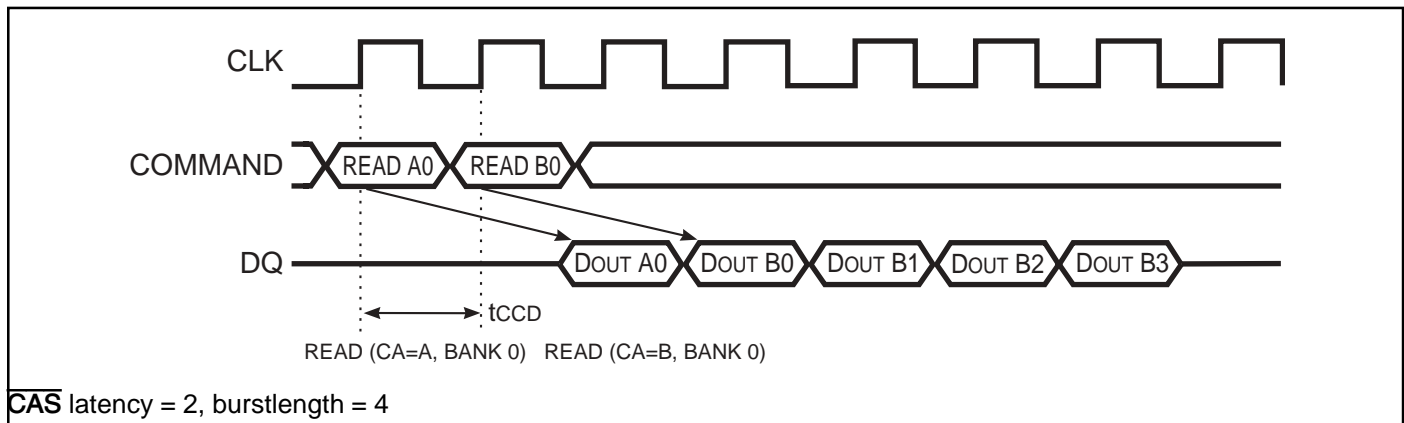 CLK
COMMAND READ A0 READ B0
DQ DOUT A0 DOUT B0 DOUT B1 DOUT B2 DOUT B3
tCCD
READ (CA=A, BANK 0) READ (CA=B, BANK 0)
CAS latency = 2, burstlength = 4